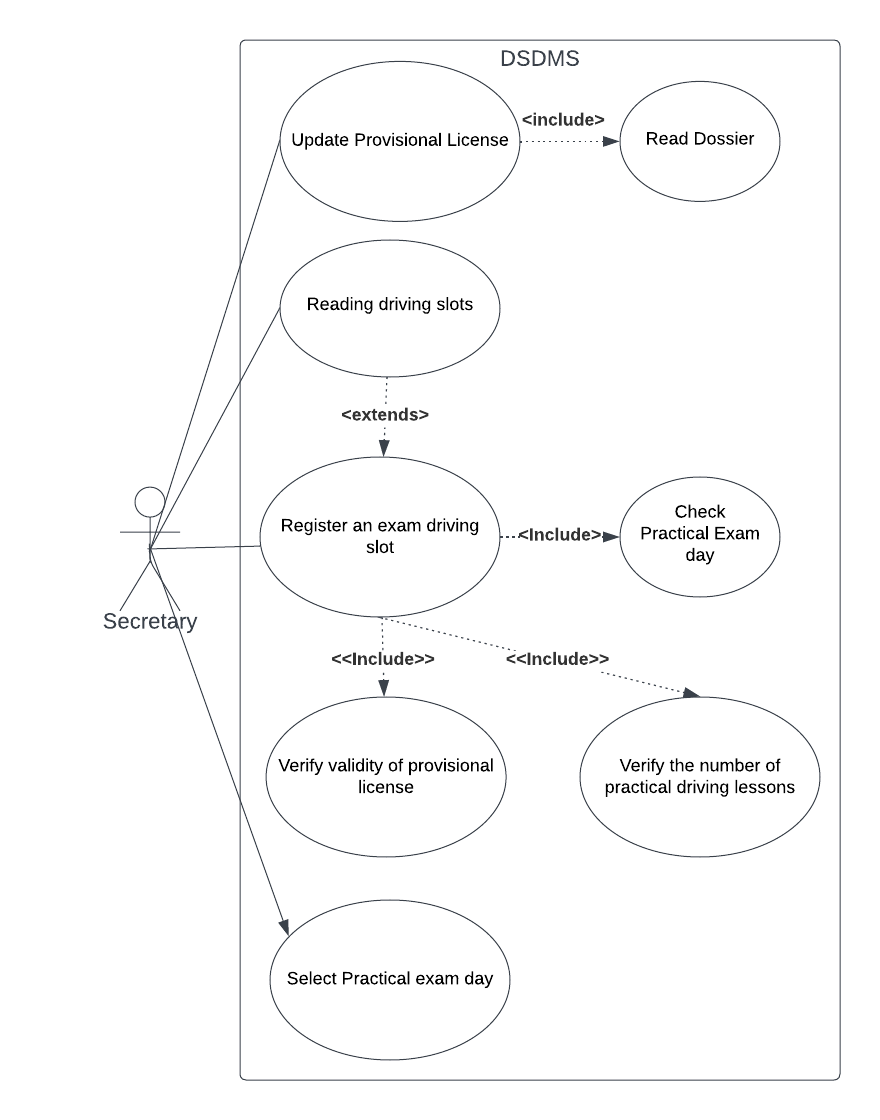 DSDMS
Update Provisional License
<include>
Read Dossier
Reading driving slots
<extends>
Register an exam driving
slot
<Include>
Check
Practical Exam
day
Secretary
<<Include>>
<<Include>>
Verify validity of provisional
license
Verify the number of
practical driving lessons
Select Practical exam day